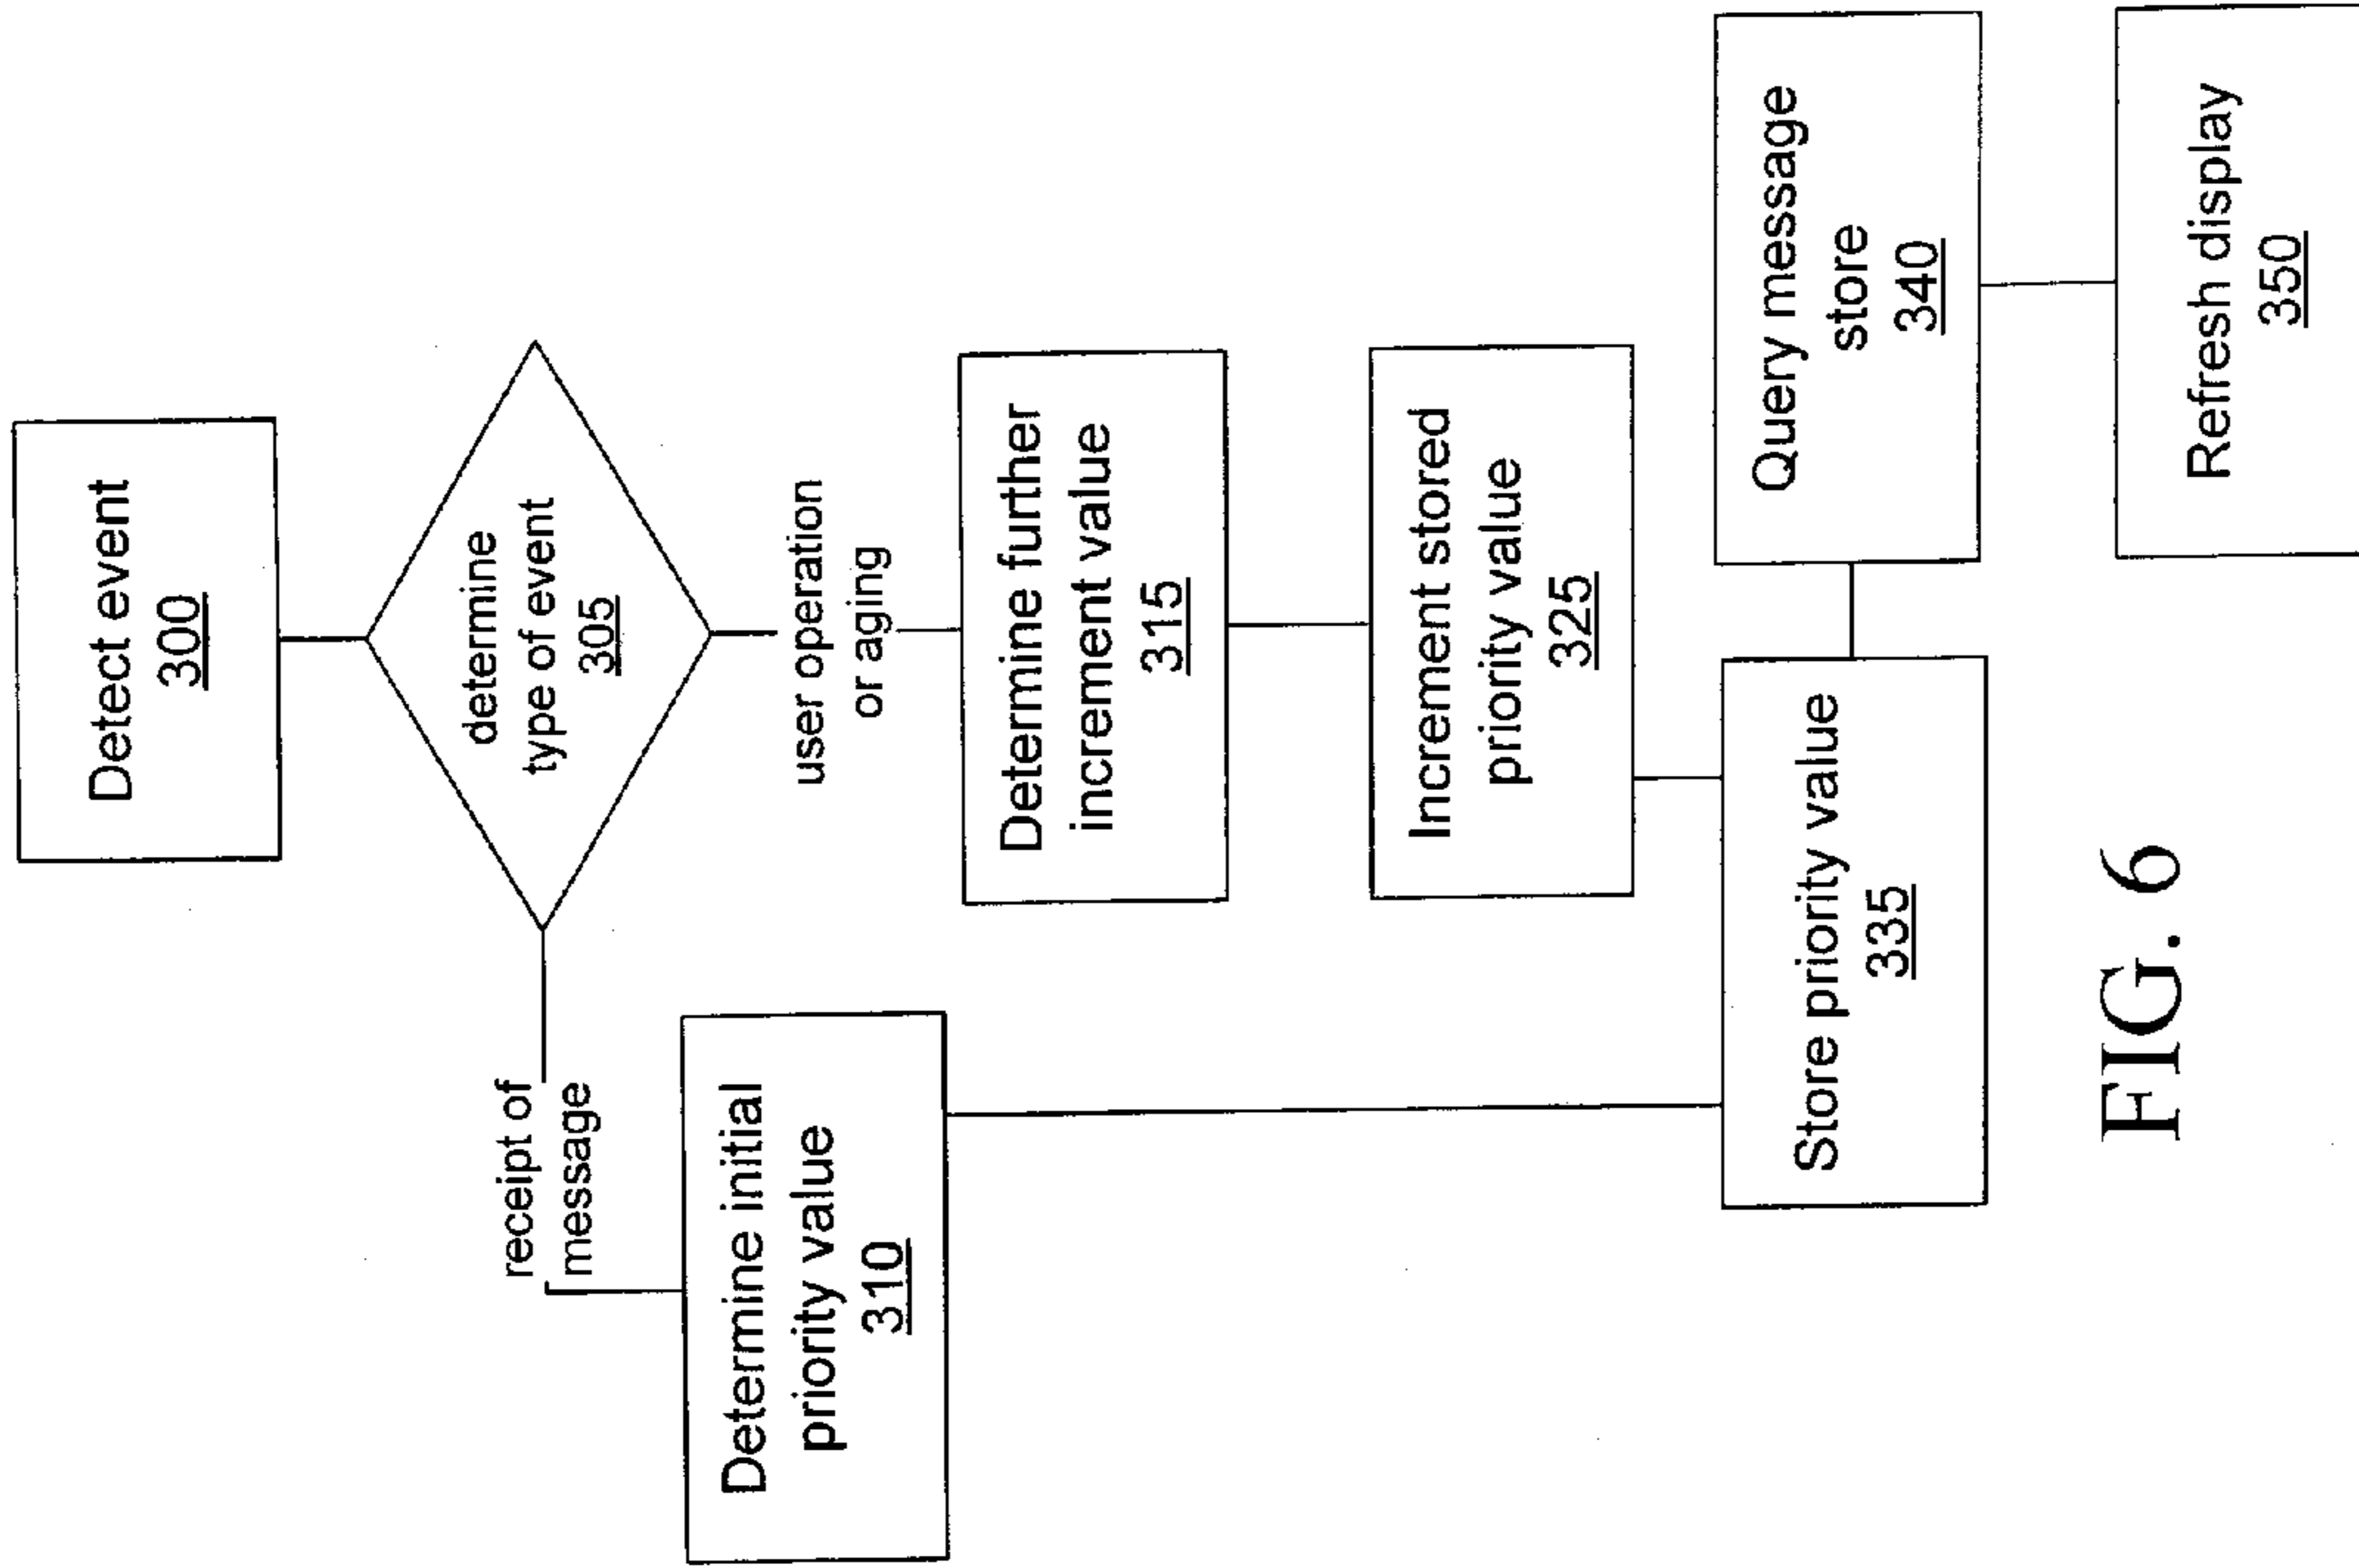 Detect event
300
determine
type of event
305
receipt of
message
user operation
or aging
Determine initial
priority value
310
Determine further
increment value
315
Increment stored
priority value
325
Store priority value
335
Query message
store
340
Refresh display
350
FIG. 6